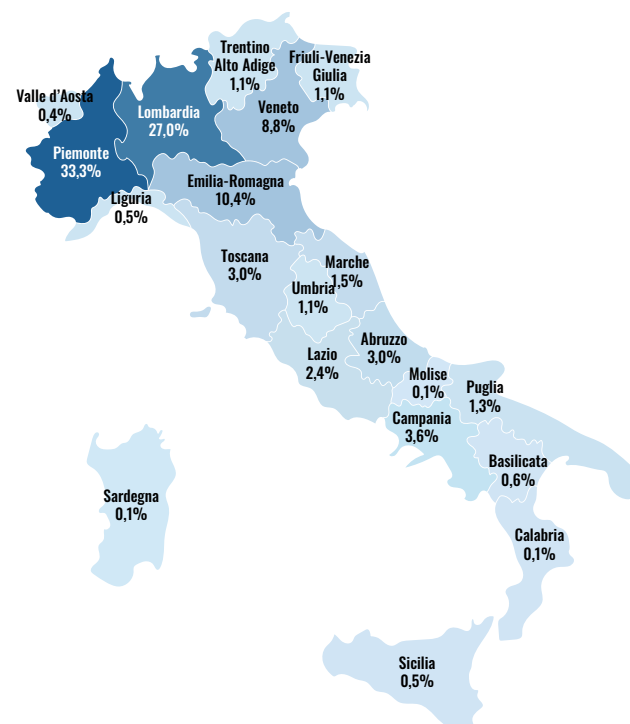 Trentino
Alto Adige
1,1%
Friuli-Venezia
Giulia
1,1%
Valle d’Aosta
0,4%
Lombardia
27,0%
Veneto
8,8%
Piemonte
33,3%
Emilia-Romagna
10,4%
Liguria
0,5%
Toscana
3,0%
Marche
1,5%
Umbria
1,1%
Abruzzo
3,0%
Lazio
2,4%
Molise
0,1%
Puglia
1,3%
Campania
3,6%
Basilicata
0,6%
Sardegna
0,1%
Calabria
0,1%
Sicilia
0,5%